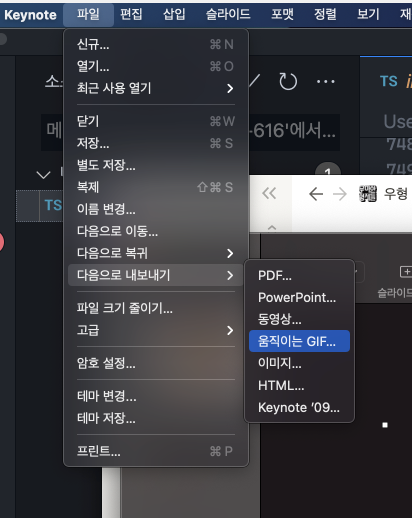 Keynote 파일 편집 삽입 슬라이드 포맷 정렬 보기
신규... ⌘ N
열기... ⌘ O
최근 사용 열기 >
닫기 ⌘ W
저장... ⌘ S
별도 저장...
복제 ⇧ ⌘ S
이름 변경...
다음으로 이동...
다음으로 복귀 >
다음으로 내보내기 >
파일 크기 줄이기...
고급 >
암호 설정...
테마 변경...
테마 저장...
프린트... ⌘ P
PDF...
PowerPoint...
동영상...
움직이는 GIF...
이미지...
HTML...
Keynote ’09...
소
메
-616'에서...
1
TS
TS
Use
748
우형
슬라이드